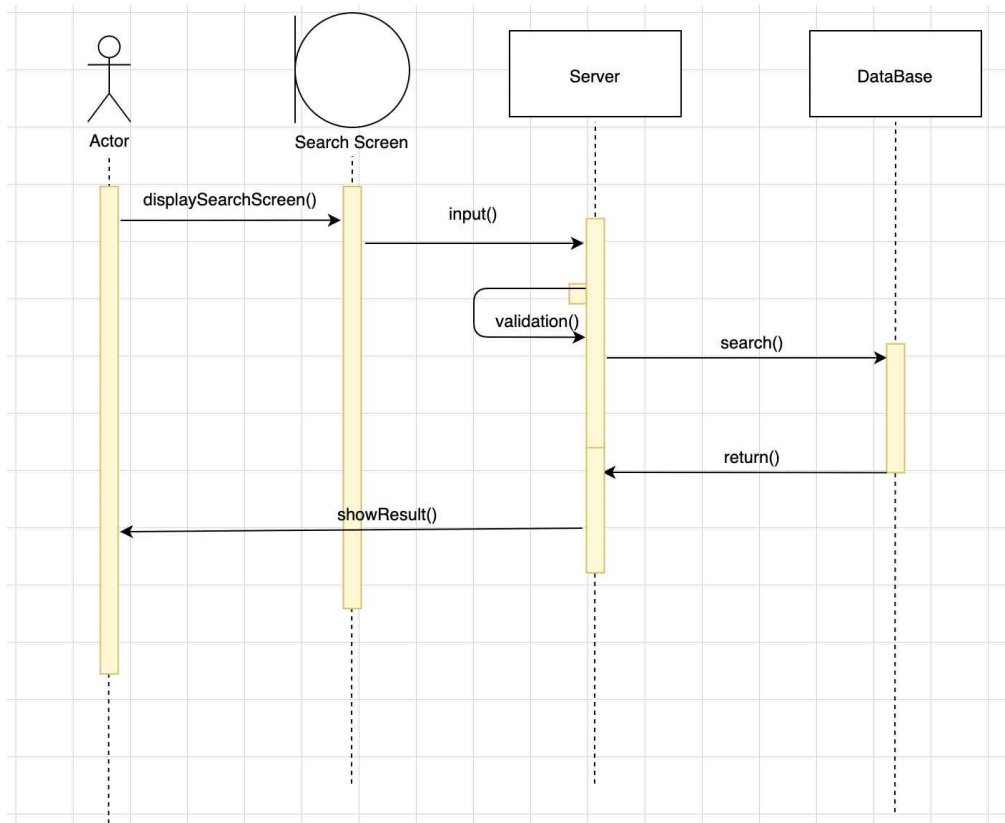 Server
DataBase
Actor
Search Screen
displaySearchScreen()
input()
validation()
search()
return()
showResult()